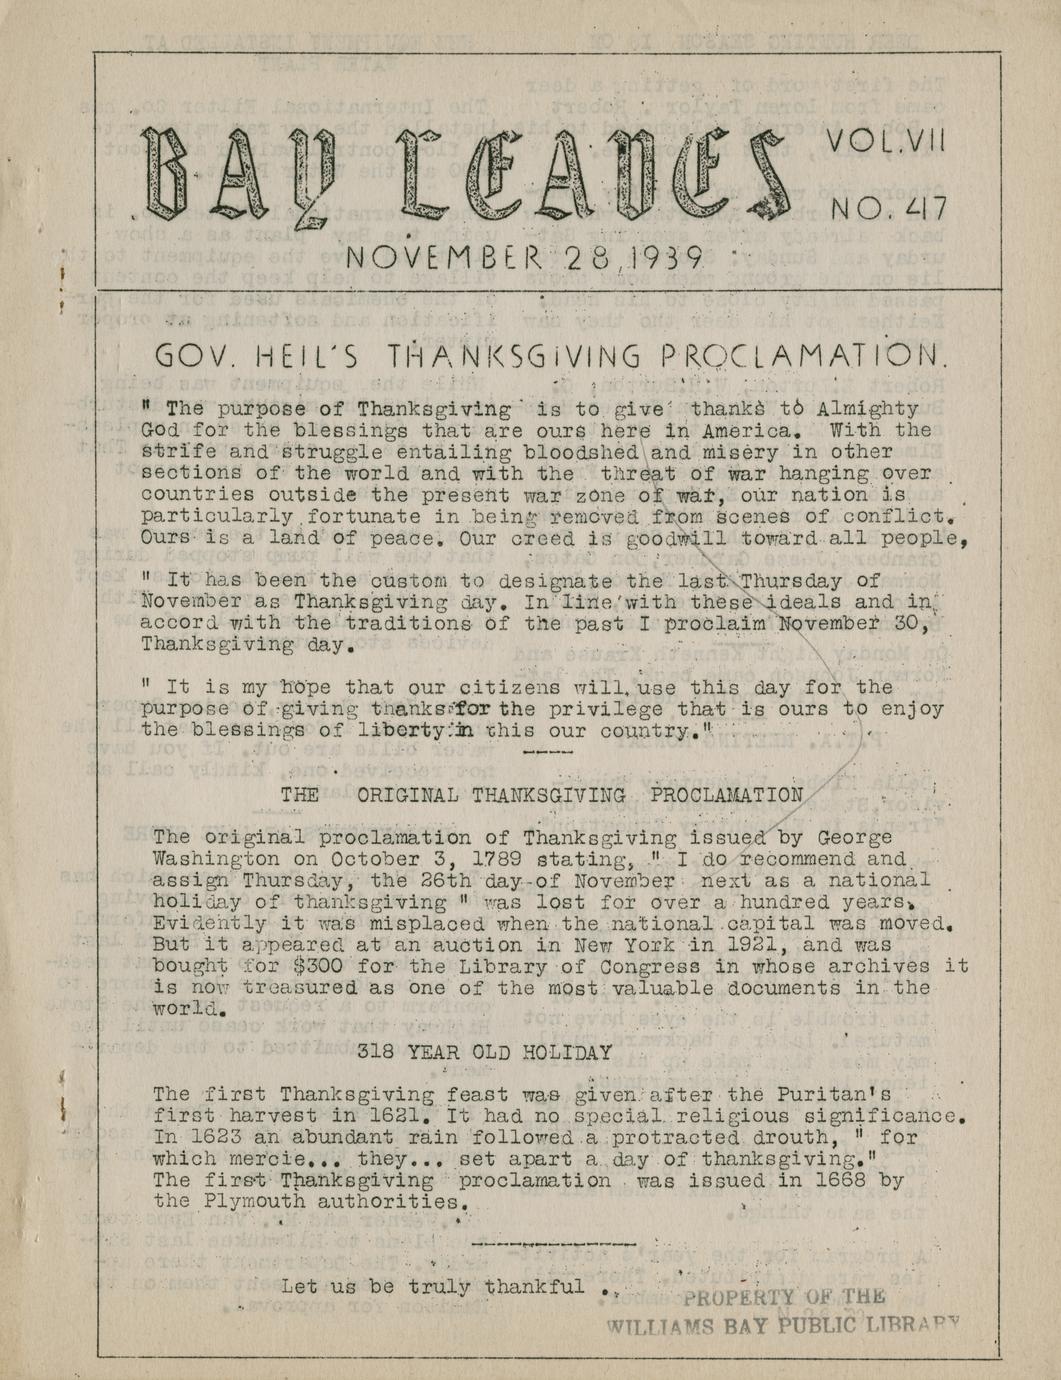 BAY LEAVES
VOL.VII
NO. 47
NOVEMBER 28, 1939
GOV. HEIL'S THANKSGIVING PROCLAMATION.
" The purpose of Thanksgiving is to give thanks to Almighty
God for the blessings that are ours here in America. With the
strife and struggle entailing bloodshed and misery in other
sections of the world and with the threat of war hanging over
countries outside the present war zone of war, our nation is
particularly fortunate in being removed from scenes of conflict.
Ours is a land of peace. Our creed is goodwill toward all people,
" It has been the custom to designate the last Thursday of
November as Thanksgiving day. In line with these ideals and in
accord with the traditions of the past I proclaim November 30,
Thanksgiving day.
" It is my hope that our citizens will use this day for the
purpose of giving thanks for the privilege that is ours to enjoy
the blessings of liberty in this our country."
THE ORIGINAL THANKSGIVING PROCLAMATION
The original proclamation of Thanksgiving issued by George
Washington on October 3, 1789 stating, " I do recommend and
assign Thursday, the 26th day of November next as a national
holiday of thanksgiving " was lost for over a hundred years.
Evidently it was misplaced when the national capital was moved.
But it appeared at an auction in New York in 1921, and was
bought for $300 for the Library of Congress in whose archives it
is now treasured as one of the most valuable documents in the
world.
318 YEAR OLD HOLIDAY
The first Thanksgiving feast was given after the Puritan's
first harvest in 1621. It had no special religious significance.
In 1623 an abundant rain followed a protracted drouth, " for
which mercie... they... set apart a day of thanksgiving."
The first Thanksgiving proclamation was issued in 1668 by
the Plymouth authorities.
Let us be truly thankful ..
PROPERTY OF THE
WILLIAMS BAY PUBLIC LIBRARY